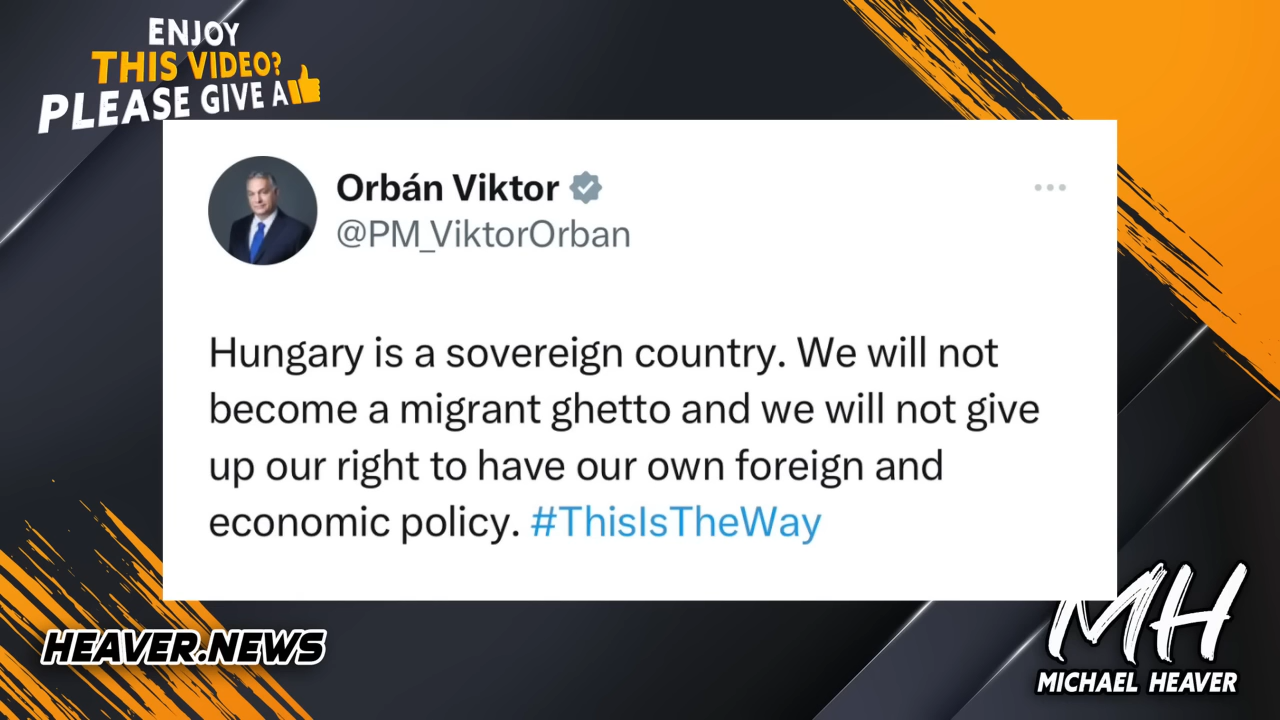 ENJOY
THIS VIDEO?
PLEASE GIVE A
Orbán Viktor
@PM_ViktorOrban
Hungary is a sovereign country. We will not
become a migrant ghetto and we will not give
up our right to have our own foreign and
economic policy. #ThisIsTheWay
HEAVER.NEWS
MH
MICHAEL HEAVER